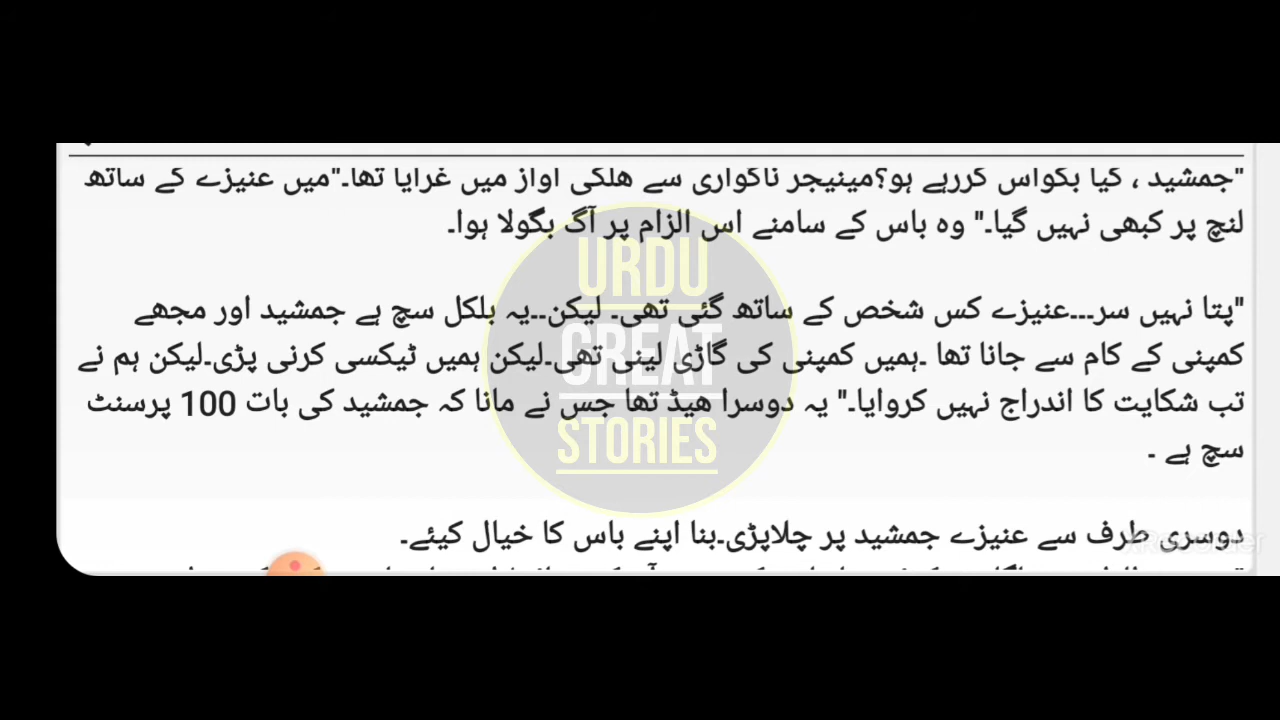 "جمشید ، کیا بکواس کررہے ہو؟مینیجر ناگواری سے ھلکی آواز میں غرایا تھا۔"میں عنیزے کے ساتھ
لنچ پر کبھی نہیں گیا۔" وہ باس کے سامنے اس الزام پر آگ بگولا ہوا۔
"پتا نہیں سر۔۔۔عنیزے کس شخص کے ساتھ گئی تھی۔ لیکن۔۔یہ بلکل سچ ہے جمشید اور مجھے
کمپنی کے کام سے جانا تھا ۔ہمیں کمپنی کی گاڑی لینی تھی۔لیکن ہمیں ٹیکسی کرنی پڑی۔لیکن ہم نے
تب شکایت کا اندراج نہیں کروایا۔" یہ دوسرا ھیڈ تھا جس نے مانا کہ جمشید کی بات 100 پرسنٹ
سچ ہے ۔
دوسری طرف سے عنیزے جمشید پر چلاپڑی۔بنا اپنے باس کا خیال کیئے۔
URDU
GREAT
STORIES
XRecorder